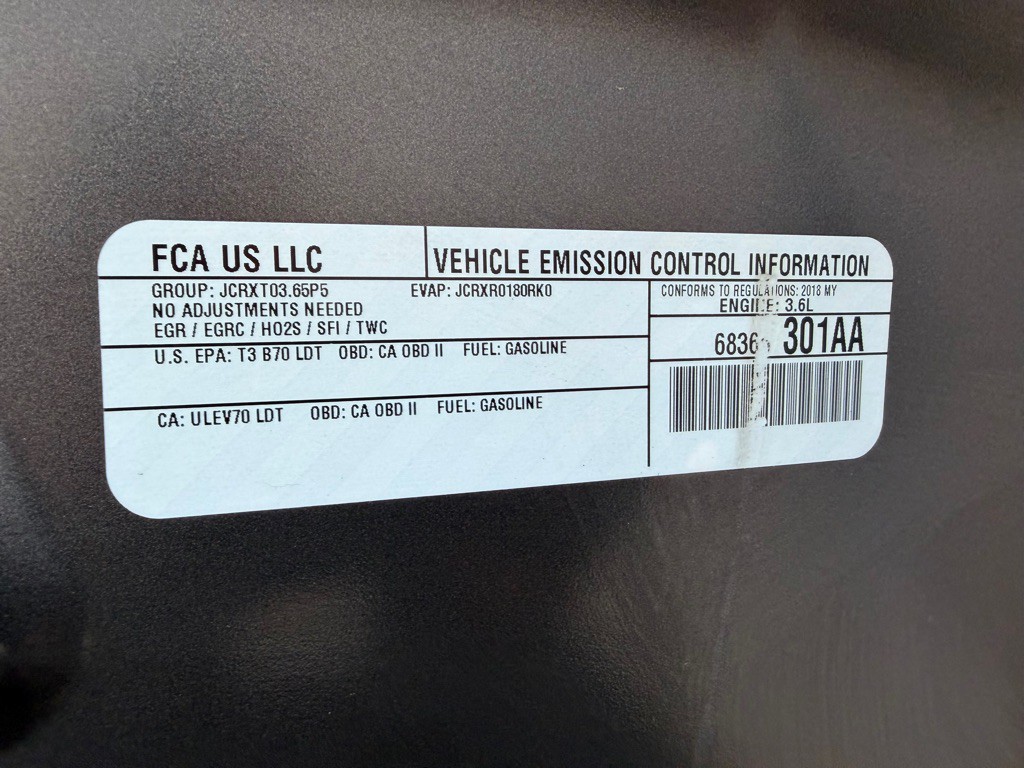 FCA US LLC
VEHICLE EMISSION CONTROL INFORMATION
GROUP: JCRXT03.65P5 EVAP: JCRXR0180RK0
NO ADJUSTMENTS NEEDED
EGR / EGRC / HO2S / SFI / TWC
U.S. EPA: T3 B70 LDT OBD: CA OBD II FUEL: GASOLINE
CA: ULEV70 LDT OBD: CA OBD II FUEL: GASOLINE
CONFORMS TO REGULATIONS: 2018 MY
ENGINE: 3.6L
301AA